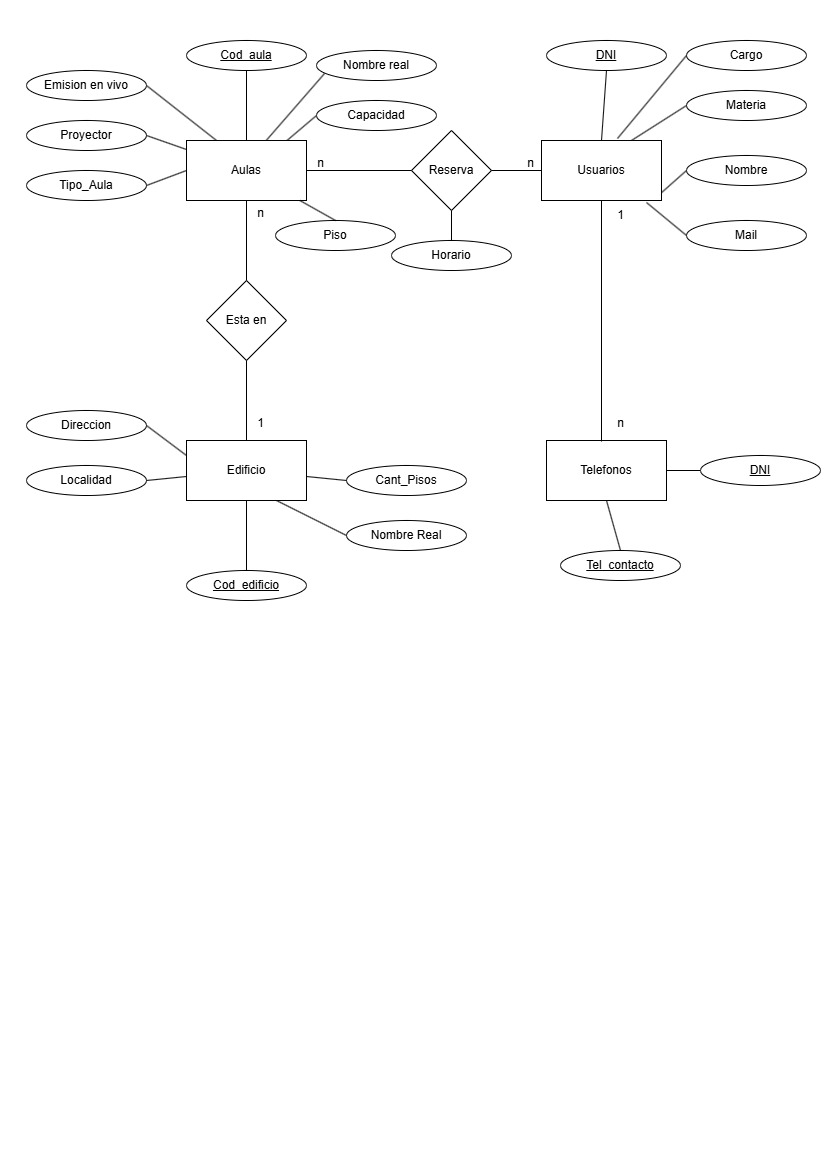 Cod_aula
DNI
Cargo
Nombre real
Emision en vivo
Materia
Capacidad
Proyector
Aulas
n
Reserva
n
Usuarios
Nombre
Tipo_Aula
n
1
Piso
Mail
Horario
Esta en
1
n
Direccion
Edificio
Telefonos
DNI
Localidad
Cant_Pisos
Nombre Real
Tel_contacto
Cod_edificio